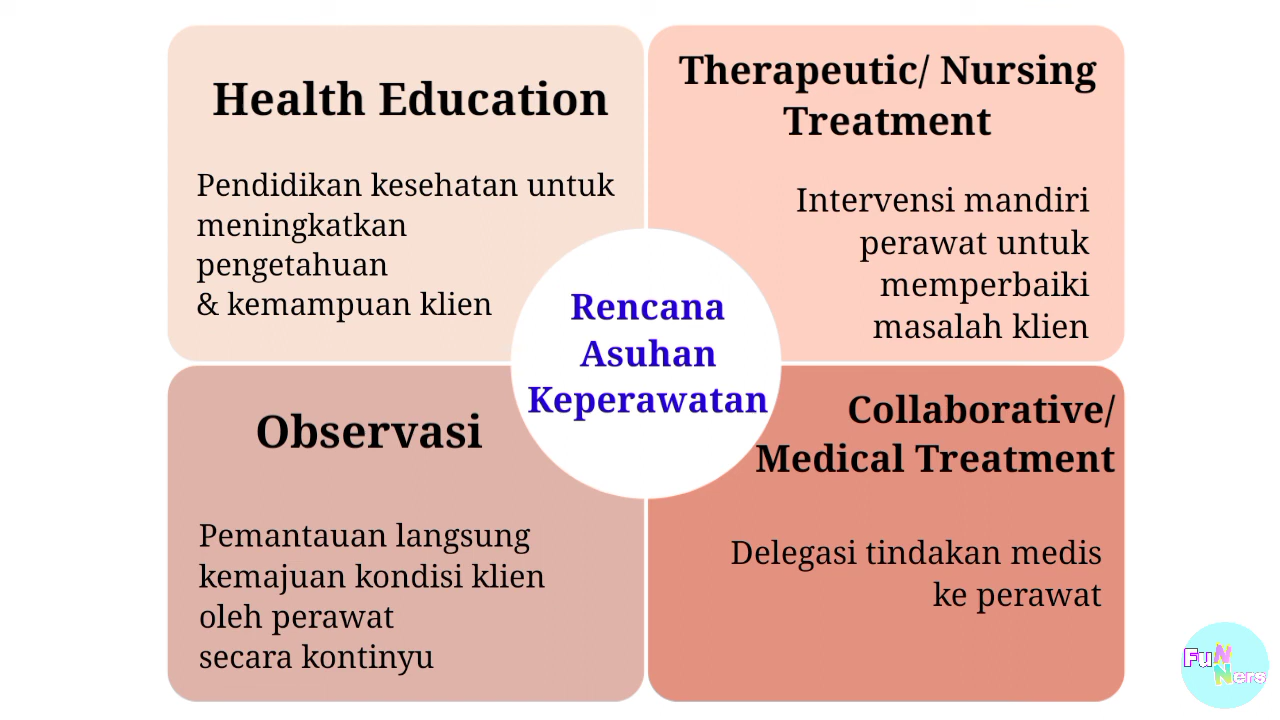 Health Education
Pendidikan kesehatan untuk
meningkatkan
pengetahuan
& kemampuan klien
Therapeutic/ Nursing
Treatment
Intervensi mandiri
perawat untuk
memperbaiki
masalah klien
Rencana
Asuhan
Keperawatan
Observasi
Pemantauan langsung
kemajuan kondisi klien
oleh perawat
secara kontinyu
Collaborative/
Medical Treatment
Delegasi tindakan medis
ke perawat
FuN
Ners